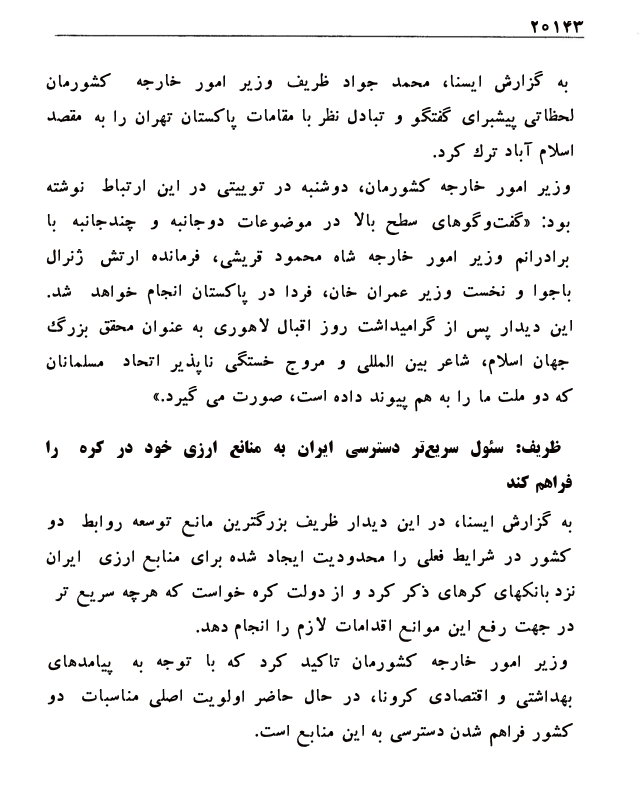 ۲۰۱۴۳
به گزارش ایسنا، محمد جواد ظریف وزیر امور خارجه کشورمان
لحظاتی پیشبرای گفتگو و تبادل نظر با مقامات پاکستان تهران را به مقصد
اسلام آباد ترك کرد.
وزیر امور خارجه کشورمان، دوشنبه در توییتی در این ارتباط نوشته
بود: «گفت‌وگوهای سطح بالا در موضوعات دوجانبه و چندجانبه با
برادرانم وزیر امور خارجه شاه محمود قریشی، فرمانده ارتش ژنرال
باجوا و نخست وزیر عمران خان، فردا در پاکستان انجام خواهد شد.
این دیدار پس از گرامیداشت روز اقبال لاهوری به عنوان محقق بزرگ
جهان اسلام، شاعر بین المللی و مروج خستگی ناپذیر اتحاد مسلمانان
که دو ملت ما را به هم پیوند داده است، صورت می گیرد.»
ظریف: سئول سریع‌تر دسترسی ایران به منانع ارزی خود در کره را
فراهم کند
به گزارش ایسنا، در این دیدار ظریف بزرگترین مانع توسعه روابط دو
کشور در شرایط فعلی را محدودیت ایجاد شده برای منابع ارزی ایران
نزد بانکهای کرهای ذکر کرد و از دولت کره خواست که هرچه سریع تر
در جهت رفع این موانع اقدامات لازم را انجام دهد.
وزیر امور خارجه کشورمان تاکید کرد که با توجه به پیامدهای
بهداشتی و اقتصادی کرونا، در حال حاضر اولویت اصلی مناسبات دو
کشور فراهم شدن دسترسی به این منابع است.